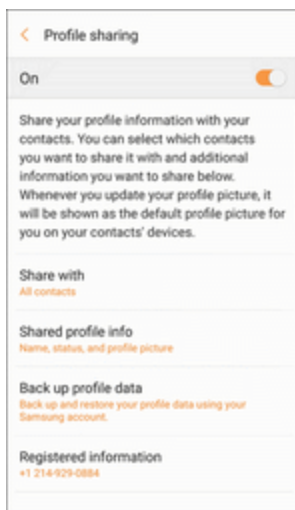 Profile sharing
On
Share your profile information with your
contacts. You can select which contacts
you want to share it with and additional
information you want to share below.
Whenever you update your profile picture, it
will be shown as the default profile picture for
you on your contacts' devices.
Share with
All contacts
Shared profile info
Name, status, and profile picture
Back up profile data
Back up and restore your profile data using your
Samsung account.
Registered information
+1 214-929-0884